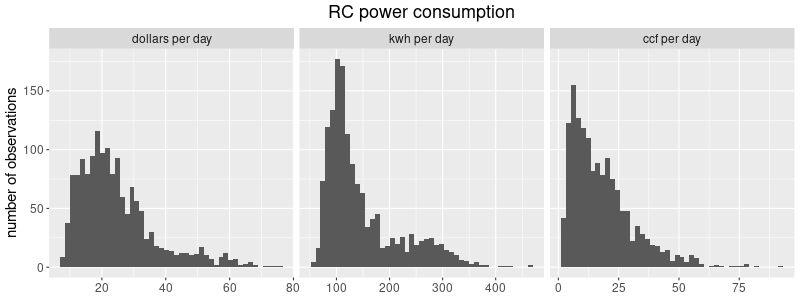 RC power consumption
dollars per day kwh per day ccf per day
number of observations
150
100
50
0
20 40 60 80 100 200 300 400 0 25 50 75